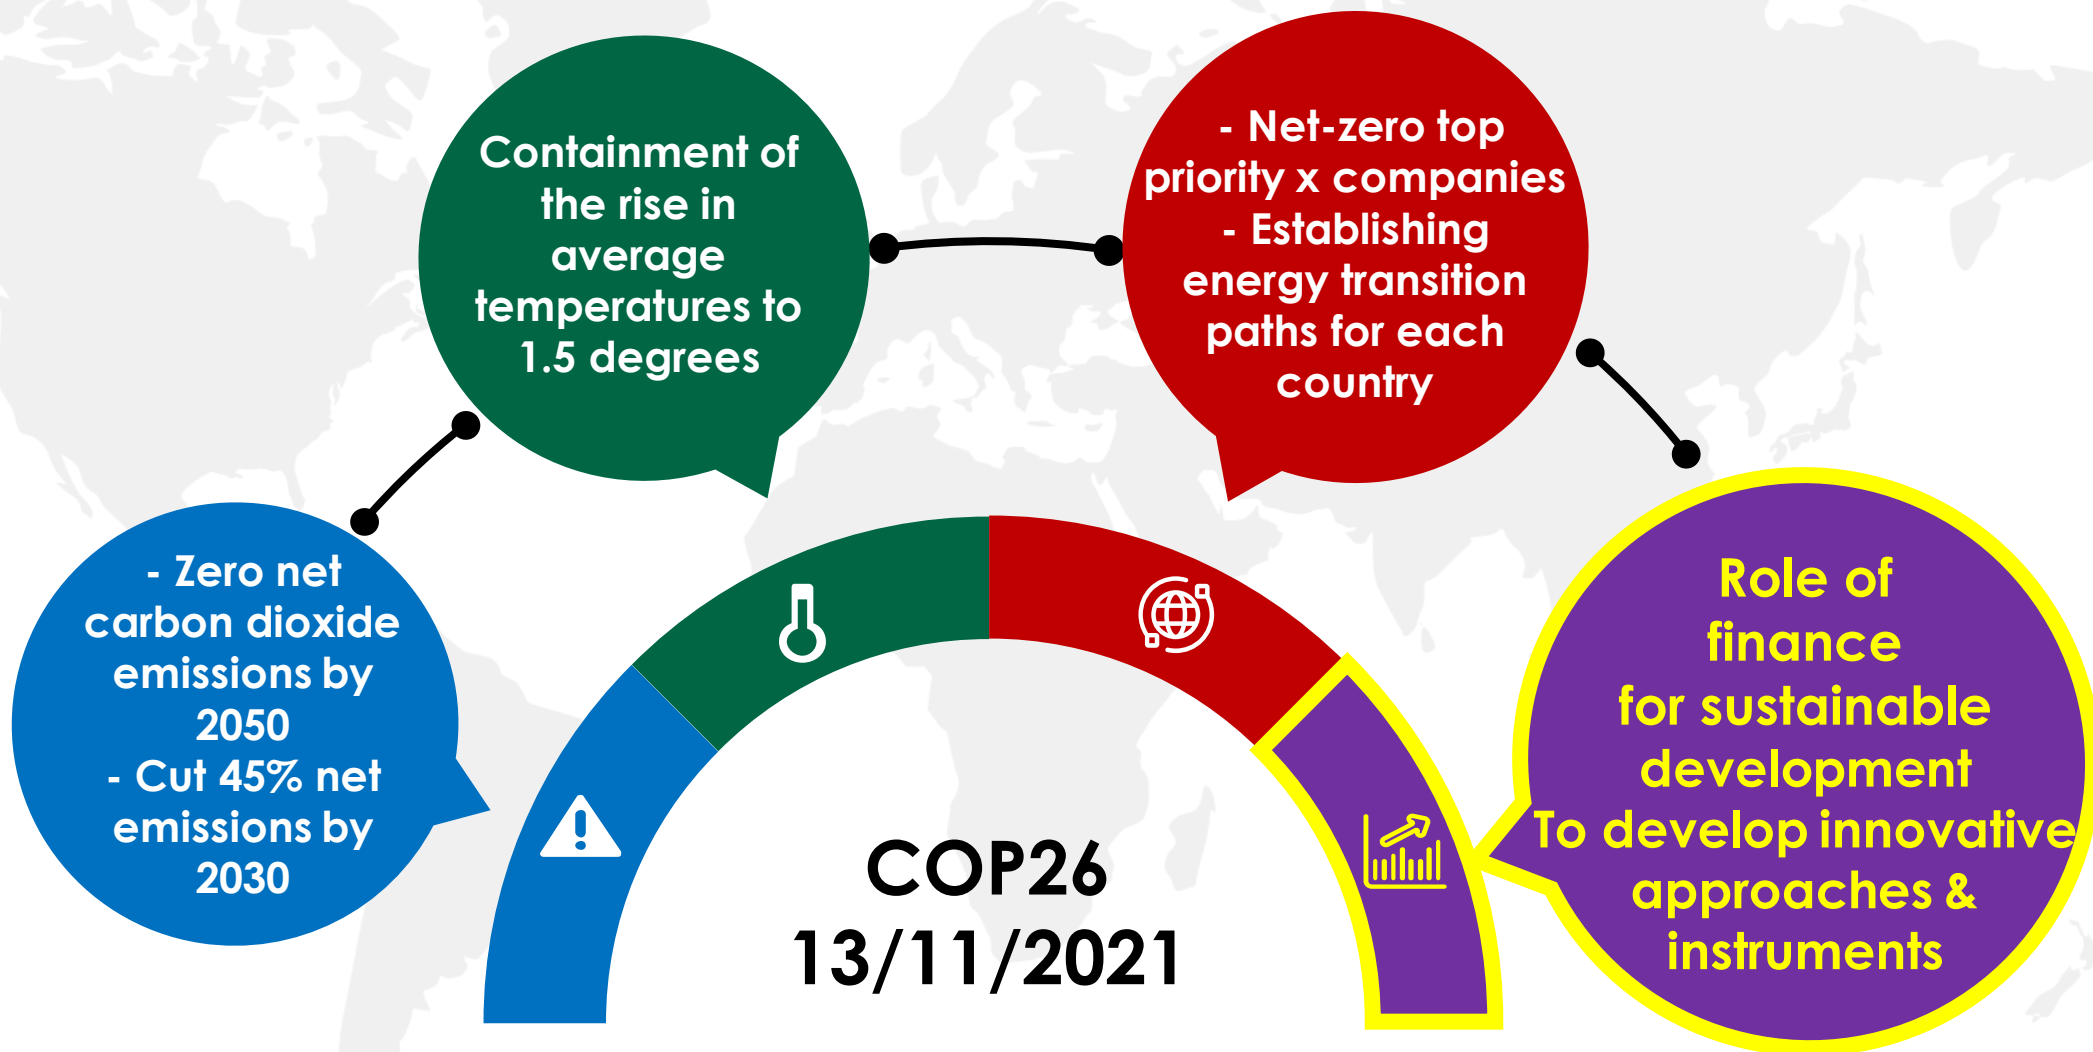 Containment of
the rise in
average
temperatures to
1.5 degrees
- Net-zero top
priority x companies
- Establishing
energy transition
paths for each
country
- Zero net
carbon dioxide
emissions by
2050
- Cut 45% net
emissions by
2030
Role of
finance
for sustainable
development
To develop innovative
approaches &
instruments
COP26
13/11/2021